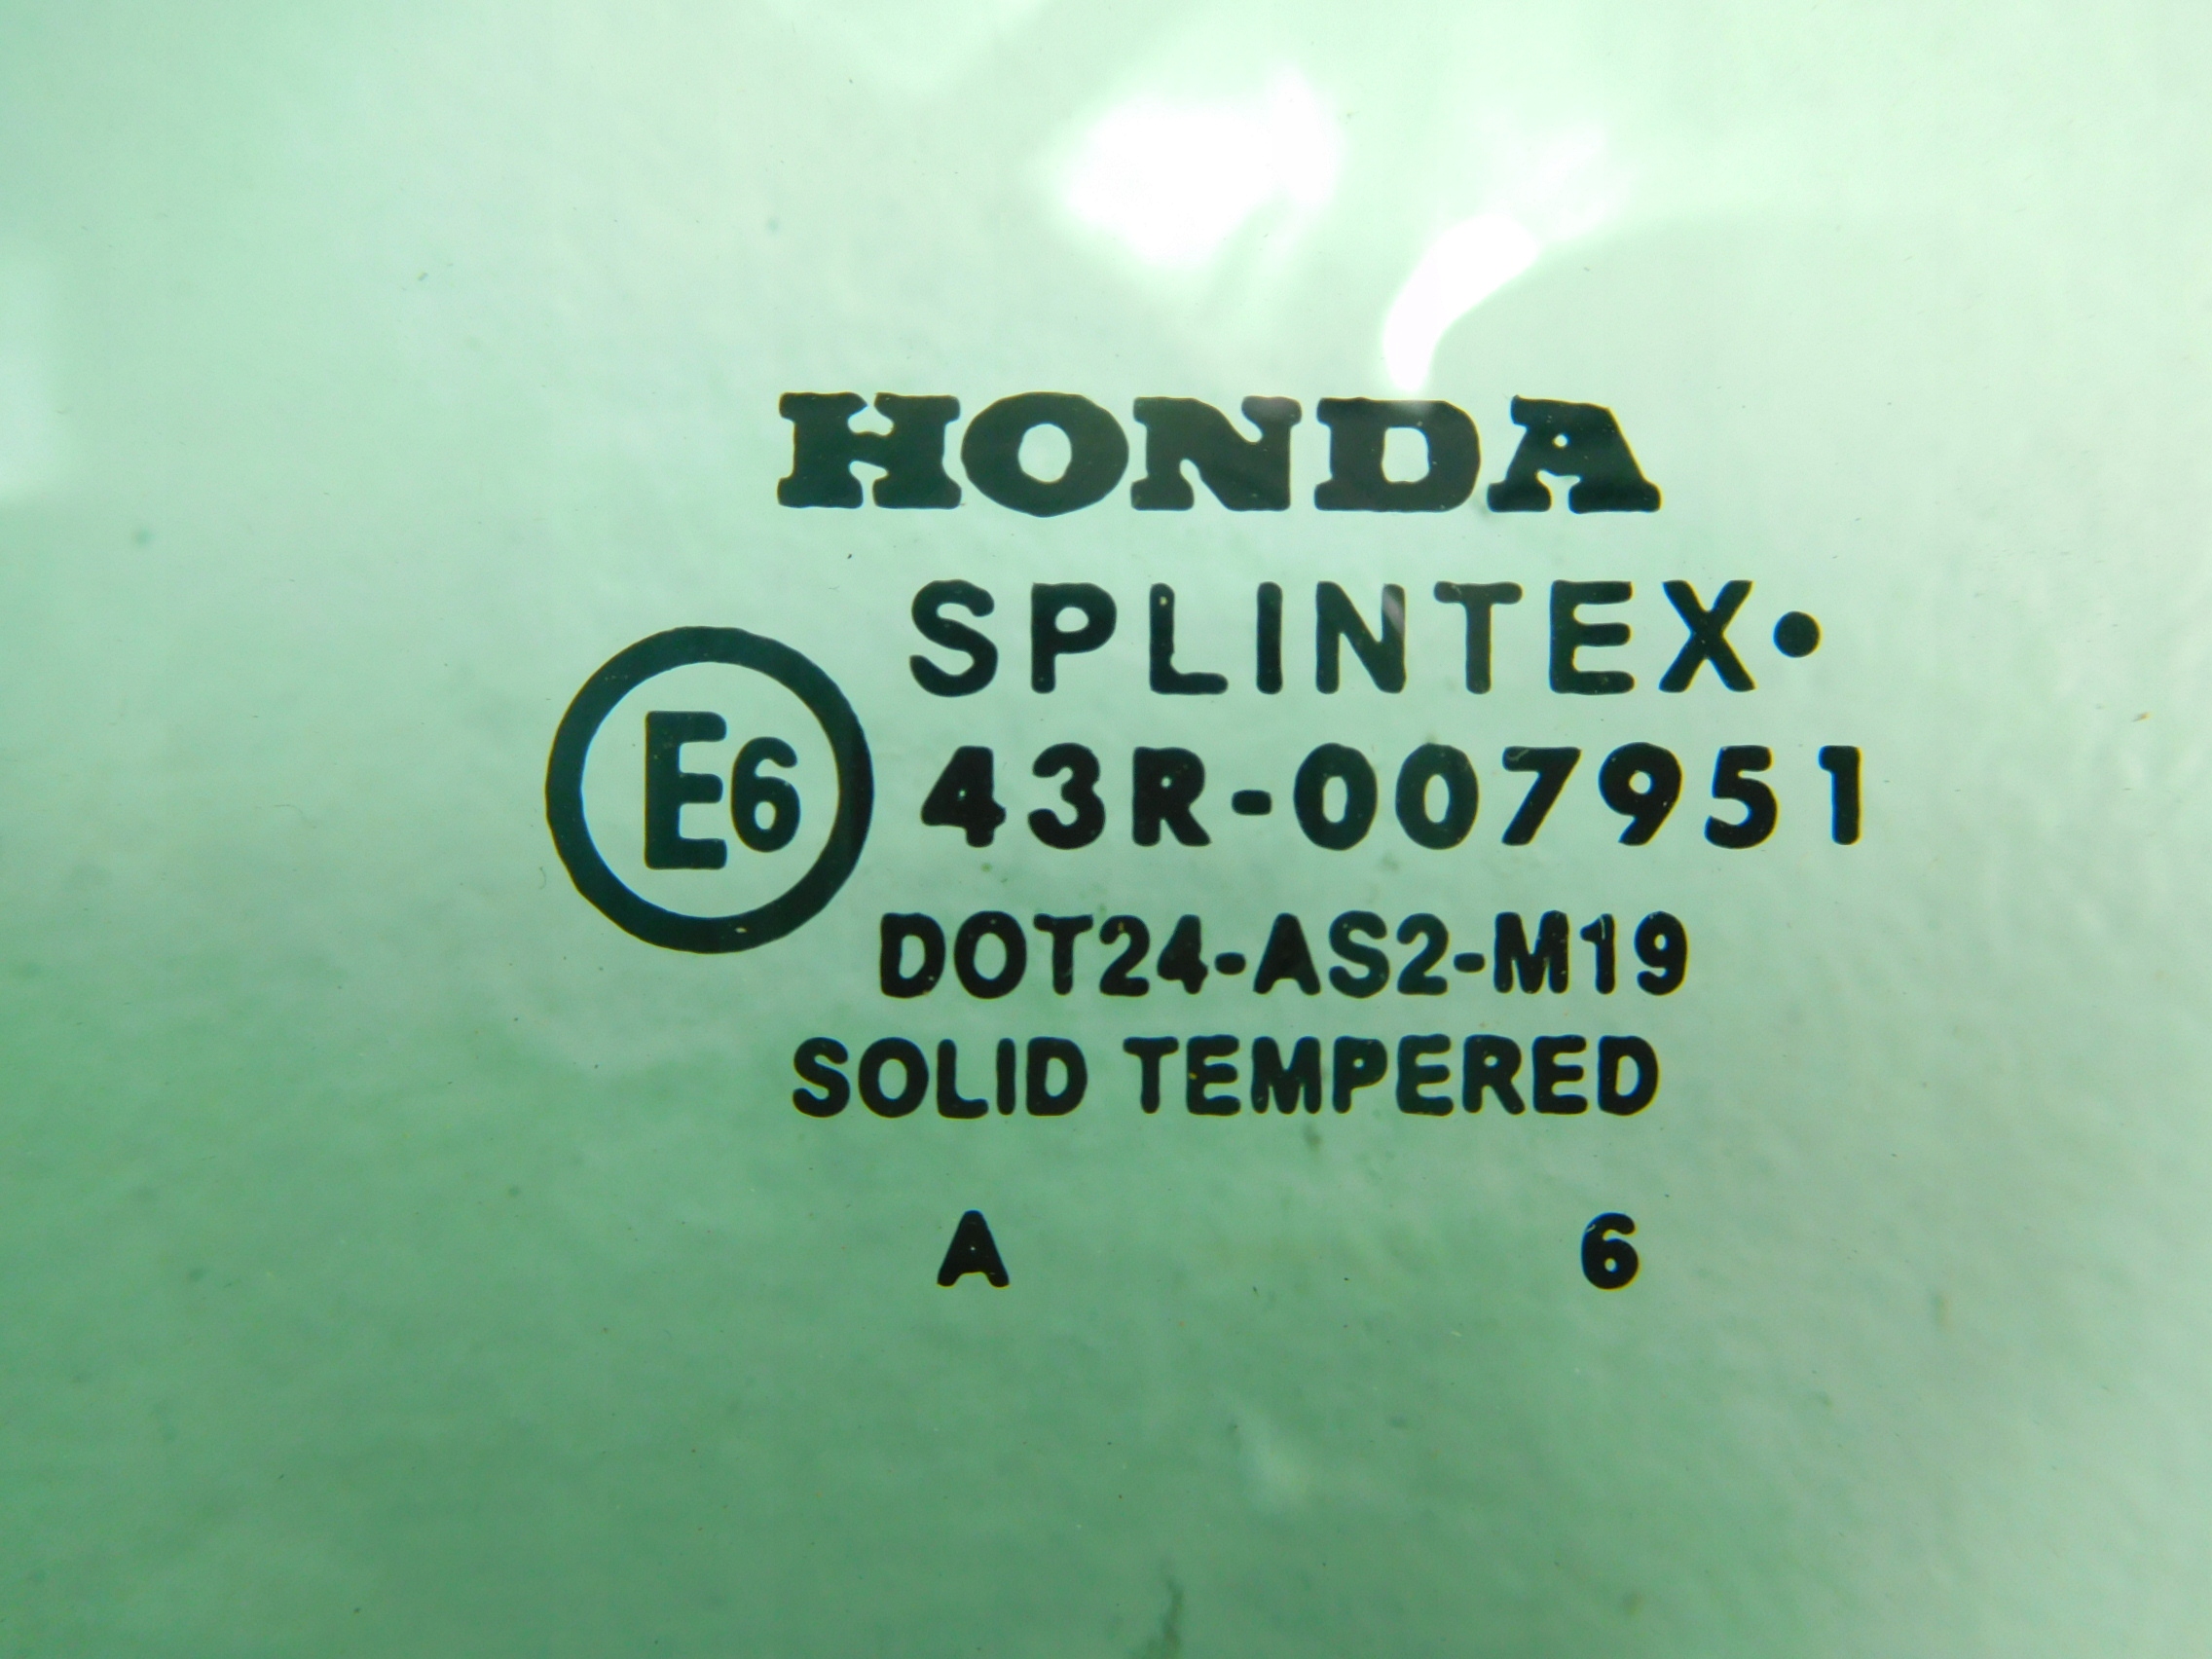 HONDA
SPLINTEX•
E6
43R-007951
DOT24-AS2-M19
SOLID TEMPERED
A 6